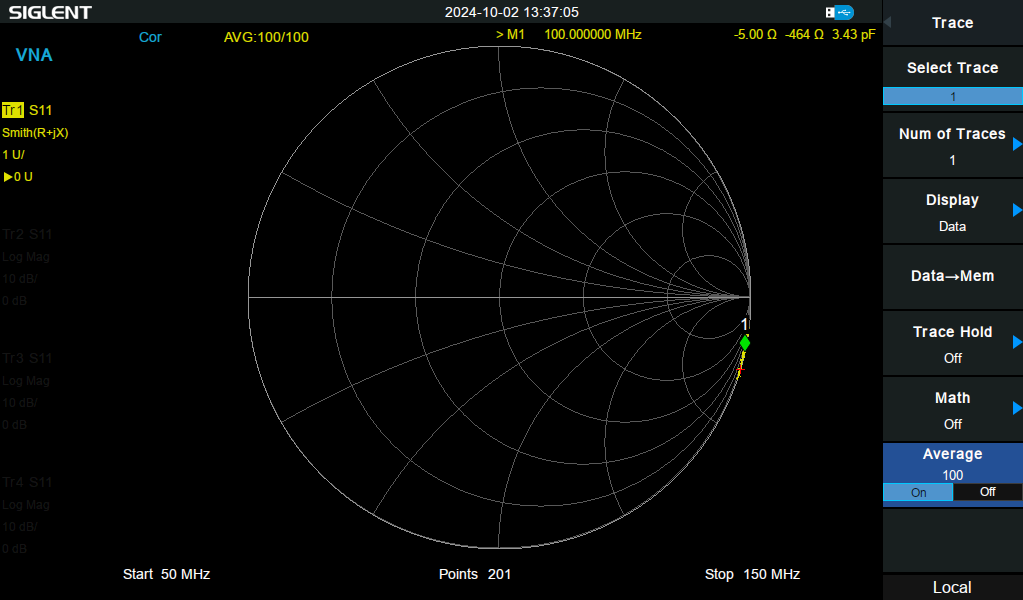 SIGLENT 2024-10-02 13:37:05
Cor AVG:100/100 > M1 100.000000 MHz -5.00 Ω -464 Ω 3.43 pF
VNA
Tr1 S11
Smith(R+jX)
1 U/
▶0 U
Tr2 S11
Log Mag
10 dB/
0 dB
Tr3 S11
Log Mag
10 dB/
0 dB
Tr4 S11
Log Mag
10 dB/
0 dB
1
Start 50 MHz Points 201 Stop 150 MHz
Trace
Select Trace
1
Num of Traces
1
Display
Data
Data→Mem
Trace Hold
Off
Math
Off
Average
100
On Off
Local